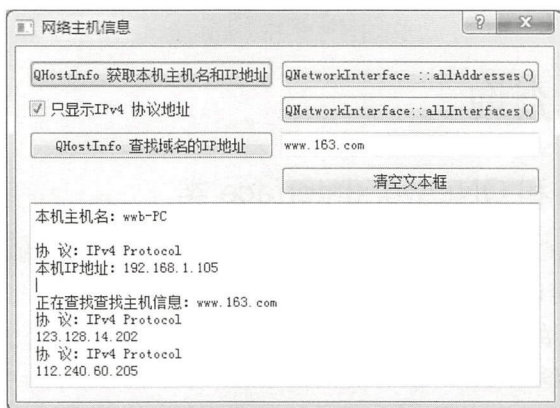 网络主机信息
QHostInfo 获取本机主机名和IP地址
QNetworkInterface ::allAddresses()
只显示IPv4 协议地址
QNetworkInterface::allInterfaces()
QHostInfo 查找域名的IP地址
www.163.com
清空文本框
本机主机名: wwb-PC
协 议: IPv4 Protocol
本机IP地址: 192.168.1.105
正在查找查找主机信息: www.163.com
协 议: IPv4 Protocol
123.128.14.202
协 议: IPv4 Protocol
112.240.60.205